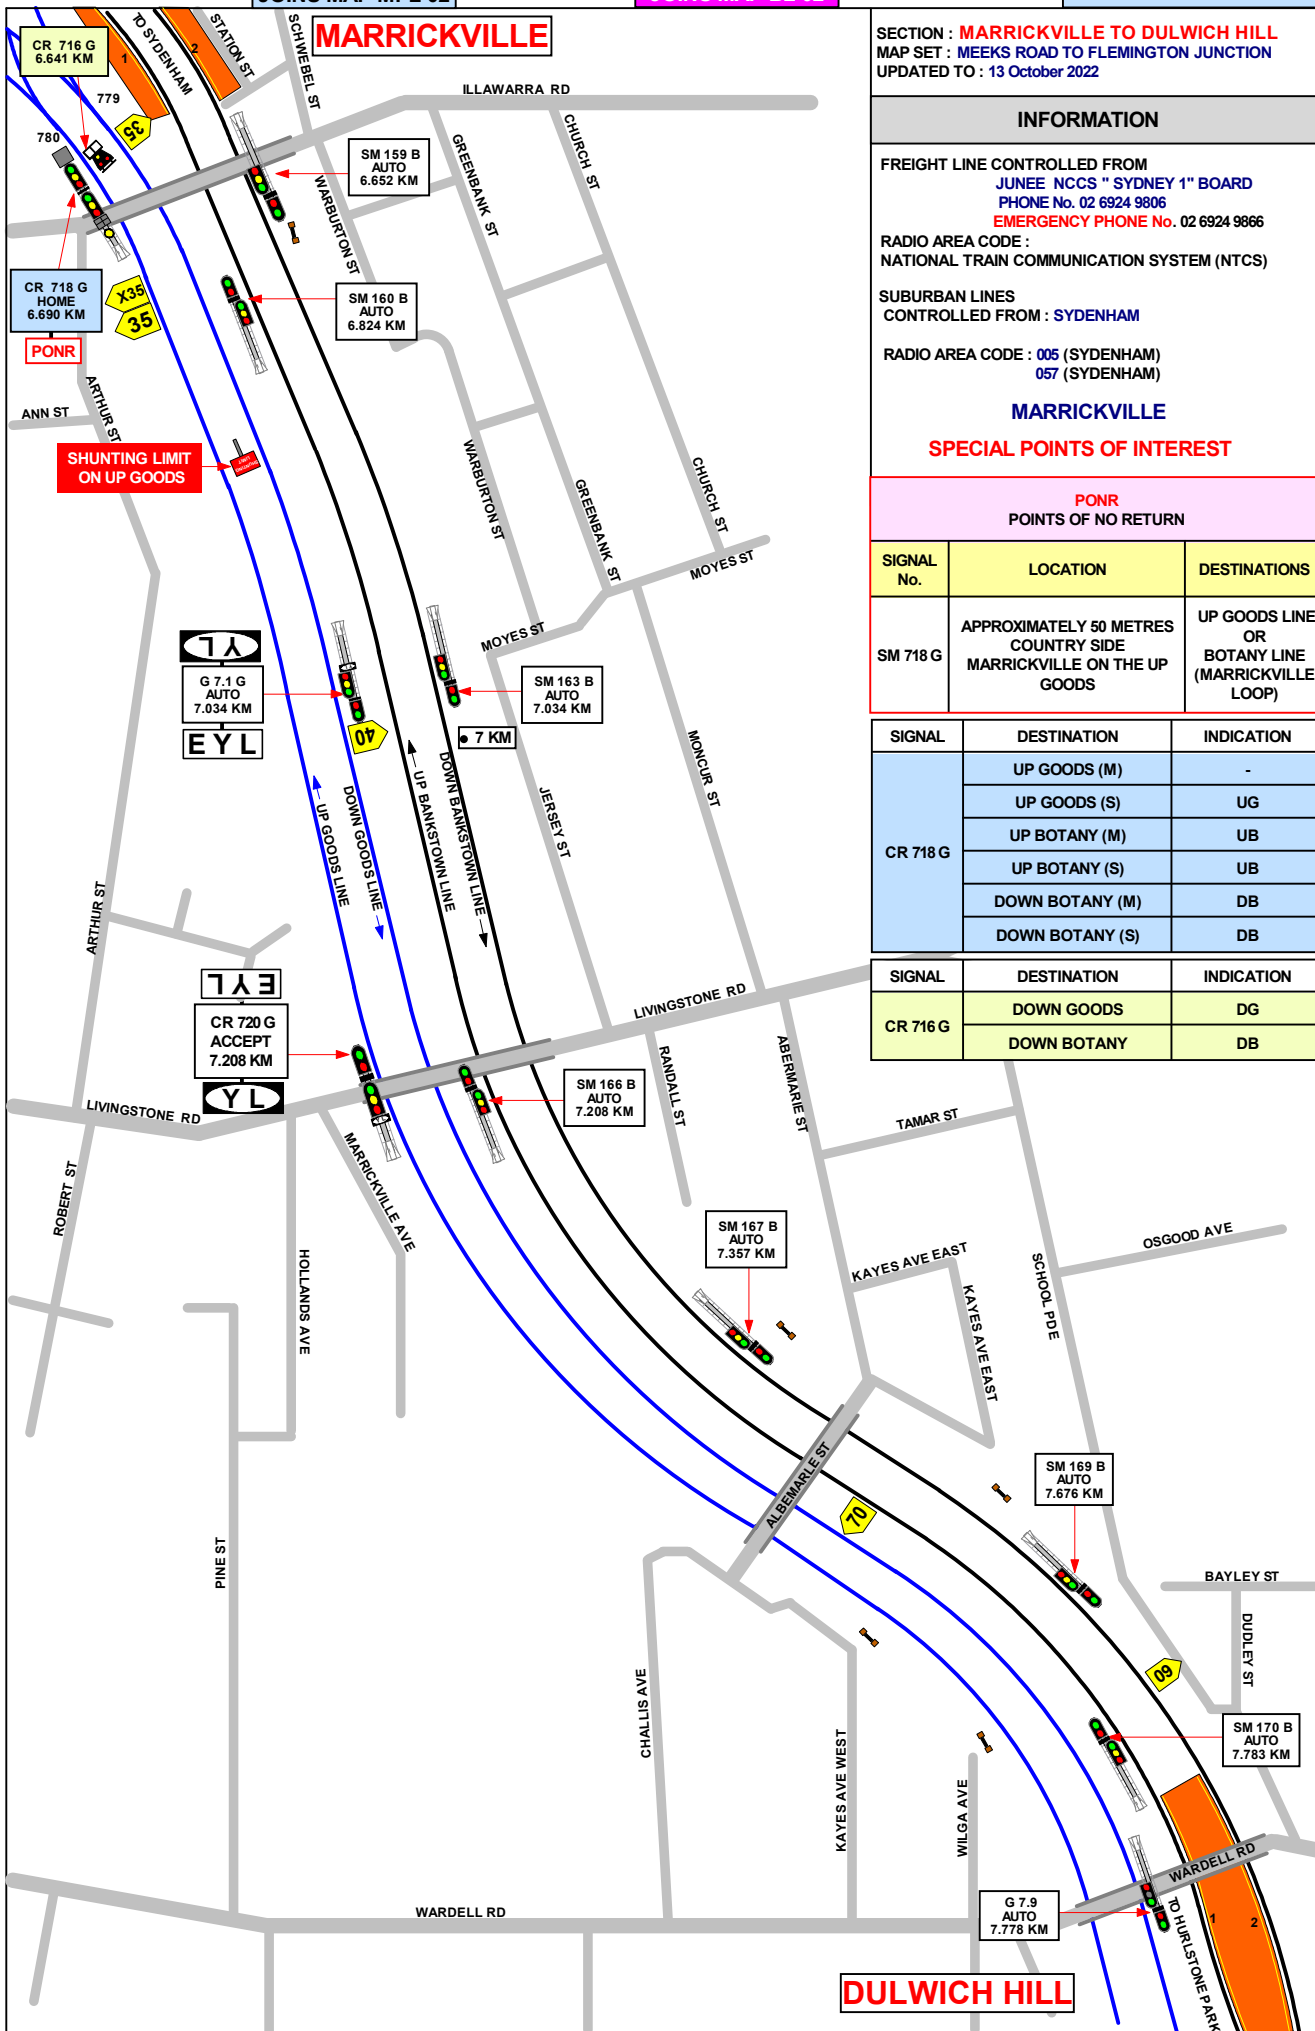 MARRICKVILLE
SECTION : MARRICKVILLE TO DULWICH HILL
MAP SET : MEEKS ROAD TO FLEMINGTON JUNCTION
UPDATED TO : 13 October 2022
INFORMATION
FREIGHT LINE CONTROLLED FROM
JUNEE NCCS " SYDNEY 1" BOARD
PHONE No. 02 6924 9806
EMERGENCY PHONE No. 02 6924 9866
RADIO AREA CODE :
NATIONAL TRAIN COMMUNICATION SYSTEM (NTCS)
SUBURBAN LINES
CONTROLLED FROM : SYDENHAM
RADIO AREA CODE : 005 (SYDENHAM)
057 (SYDENHAM)
MARRICKVILLE
SPECIAL POINTS OF INTEREST
PONR
POINTS OF NO RETURN
SIGNAL No.
LOCATION
DESTINATIONS
SM 718 G
APPROXIMATELY 50 METRES
COUNTRY SIDE
MARRICKVILLE ON THE UP
GOODS
UP GOODS LINE
OR
BOTANY LINE
(MARRICKVILLE
LOOP)
SIGNAL DESTINATION INDICATION
CR 718 G
UP GOODS (M) -
UP GOODS (S) UG
UP BOTANY (M) UB
UP BOTANY (S) UB
DOWN BOTANY (M) DB
DOWN BOTANY (S) DB
SIGNAL DESTINATION INDICATION
CR 716 G
DOWN GOODS DG
DOWN BOTANY DB
CR 716 G
6.641 KM
1
TO SYDENHAM
2
STATION ST
SCHWEBEL ST
ILLAWARRA RD
779
780
35
SM 159 B
AUTO
6.652 KM
GREENBANK ST
CHURCH ST
WARBURTON ST
CR 718 G
HOME
6.690 KM
PONR
X35
35
SM 160 B
AUTO
6.824 KM
ANN ST
ARTHUR ST
SHUNTING LIMIT
ON UP GOODS
WARBURTON ST
GREENBANK ST
CHURCH ST
MOYES ST
MOYES ST
YL
G 7.1 G
AUTO
7.034 KM
EYL
40
SM 163 B
AUTO
7.034 KM
7 KM
UP GOODS LINE
DOWN GOODS LINE
UP BANKSTOWN LINE
DOWN BANKSTOWN LINE
JERSEY ST
MONCUR ST
ARTHUR ST
EYL
CR 720 G
ACCEPT
7.208 KM
YL
LIVINGSTONE RD
LIVINGSTONE RD
SM 166 B
AUTO
7.208 KM
RANDALL ST
ABERMARIE ST
TAMAR ST
ROBERT ST
MARRICKVILLE AVE
HOLLANDS AVE
SM 167 B
AUTO
7.357 KM
KAYES AVE EAST
KAYES AVE EAST
SCHOOL PDE
OSGOOD AVE
ALBEMARLE ST
70
SM 169 B
AUTO
7.676 KM
PINE ST
BAYLEY ST
DUDLEY ST
CHALLIS AVE
KAYES AVE WEST
WILGA AVE
60
SM 170 B
AUTO
7.783 KM
WARDELL RD
WARDELL RD
G 7.9
AUTO
7.778 KM
TO HURLSTONE PARK
1
2
DULWICH HILL